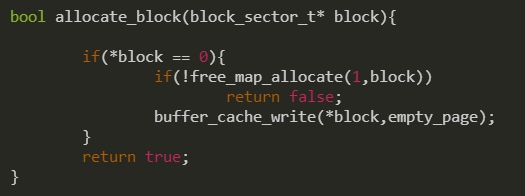 bool allocate_block(block_sector_t* block){
if(*block == 0){
if(!free_map_allocate(1,block))
return false;
buffer_cache_write(*block,empty_page);
}
return true;
}